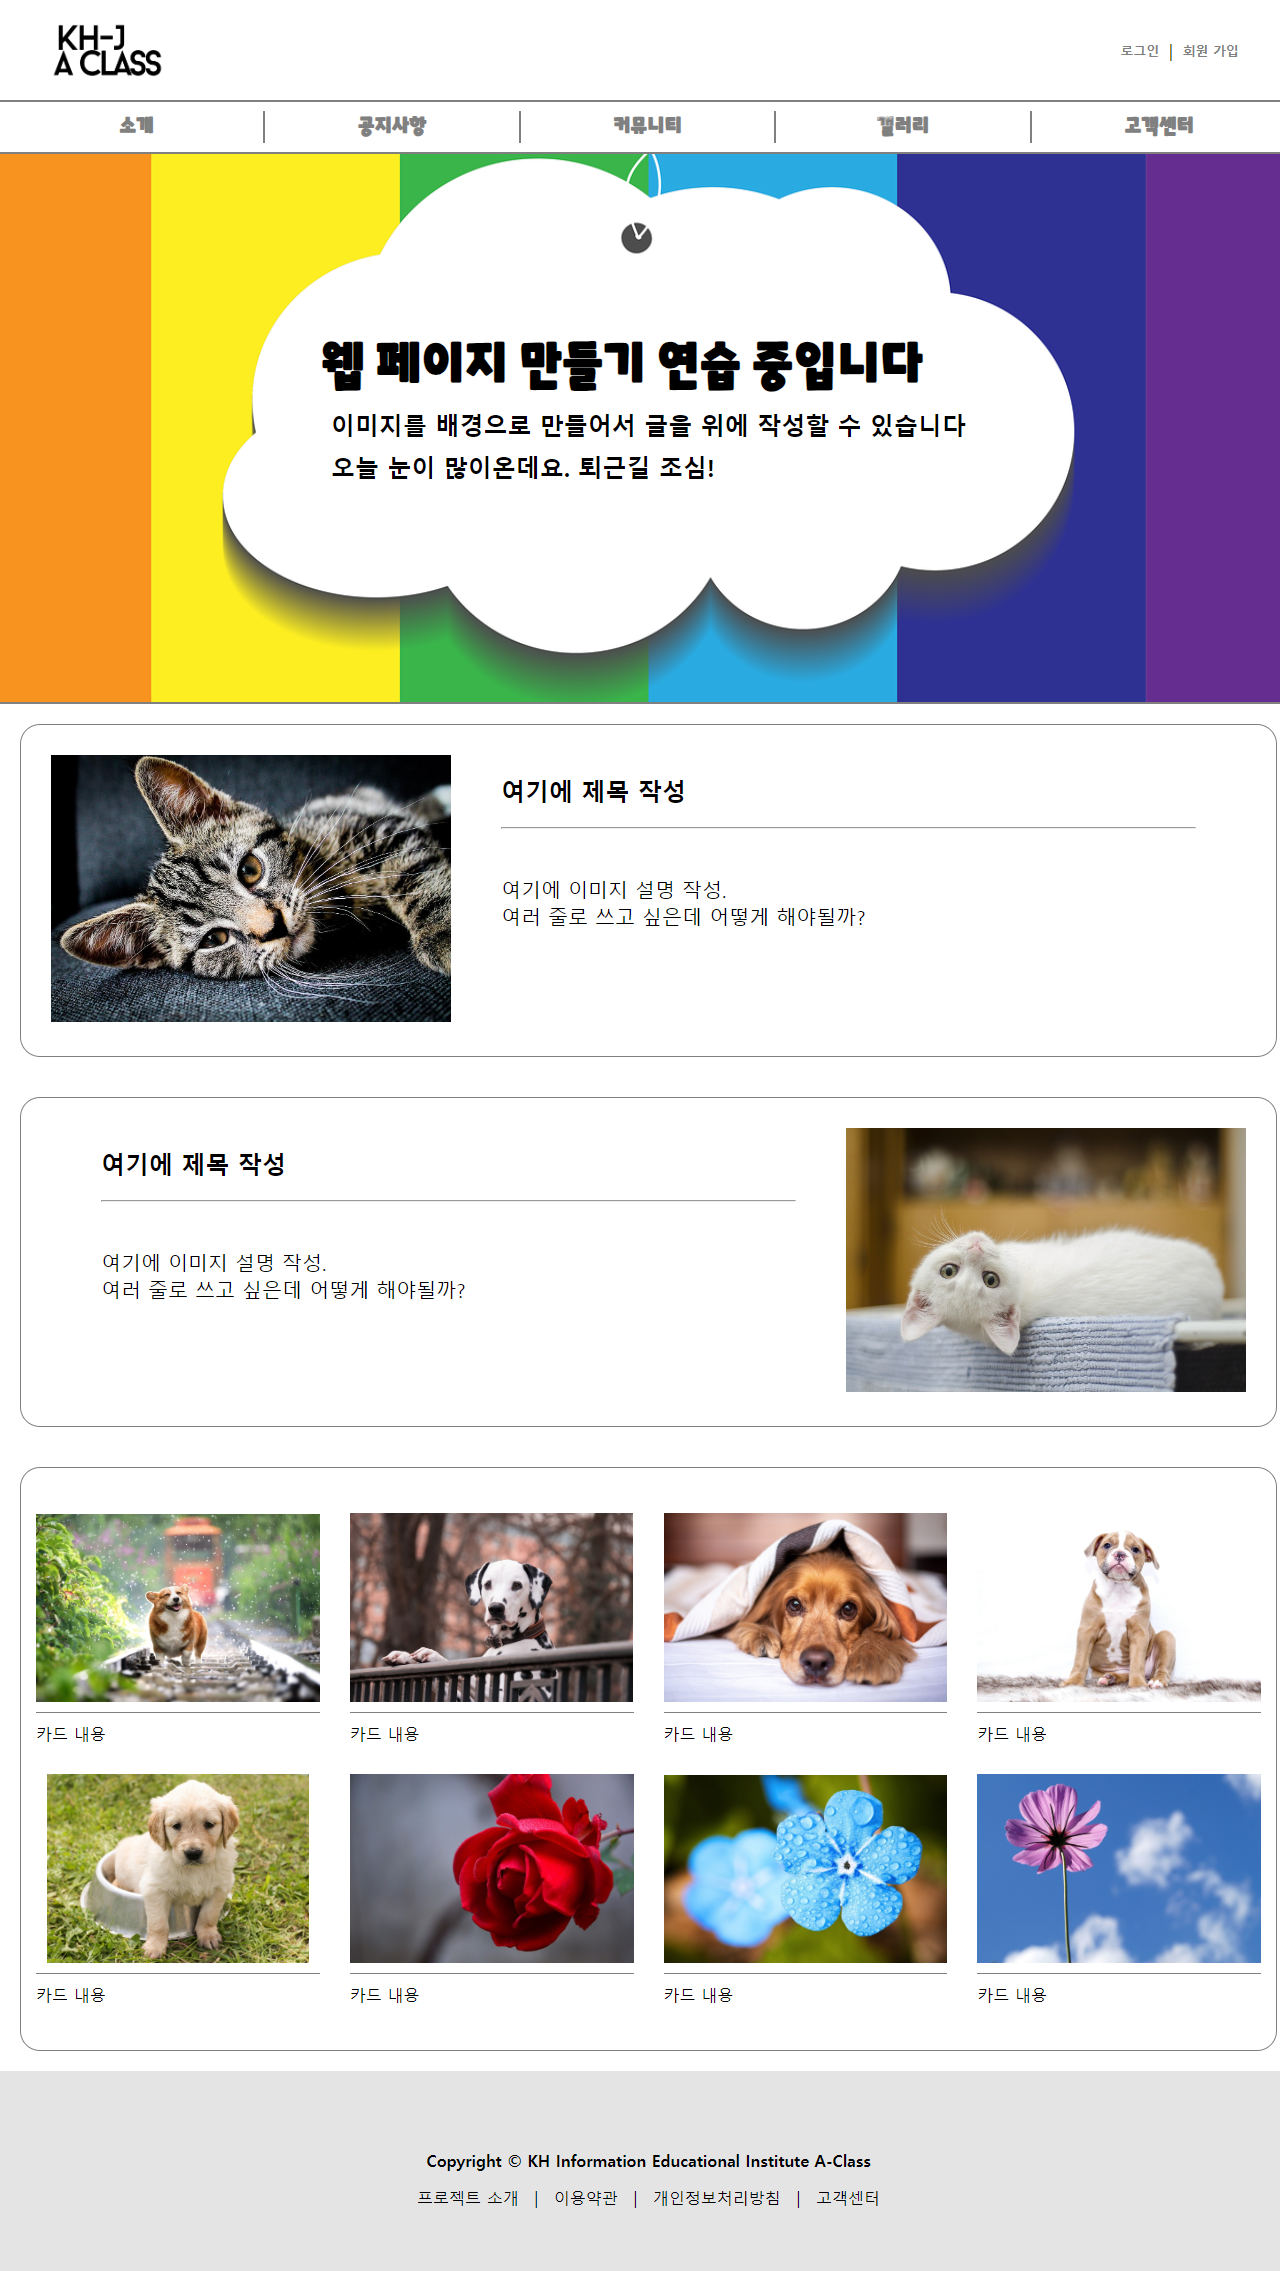 KH-J
A CLASS
로그인 | 회원 가입
소개
공지사항
커뮤니티
갤러리
고객센터
웹 페이지 만들기 연습 중입니다
이미지를 배경으로 만들어서 글을 위에 작성할 수 있습니다
오늘 눈이 많이온데요. 퇴근길 조심!
여기에 제목 작성
여기에 이미지 설명 작성.
여러 줄로 쓰고 싶은데 어떻게 해야될까?
여기에 제목 작성
여기에 이미지 설명 작성.
여러 줄로 쓰고 싶은데 어떻게 해야될까?
카드 내용
카드 내용
카드 내용
카드 내용
카드 내용
카드 내용
카드 내용
카드 내용
Copyright © KH Information Educational Institute A-Class
프로젝트 소개 | 이용약관 | 개인정보처리방침 | 고객센터